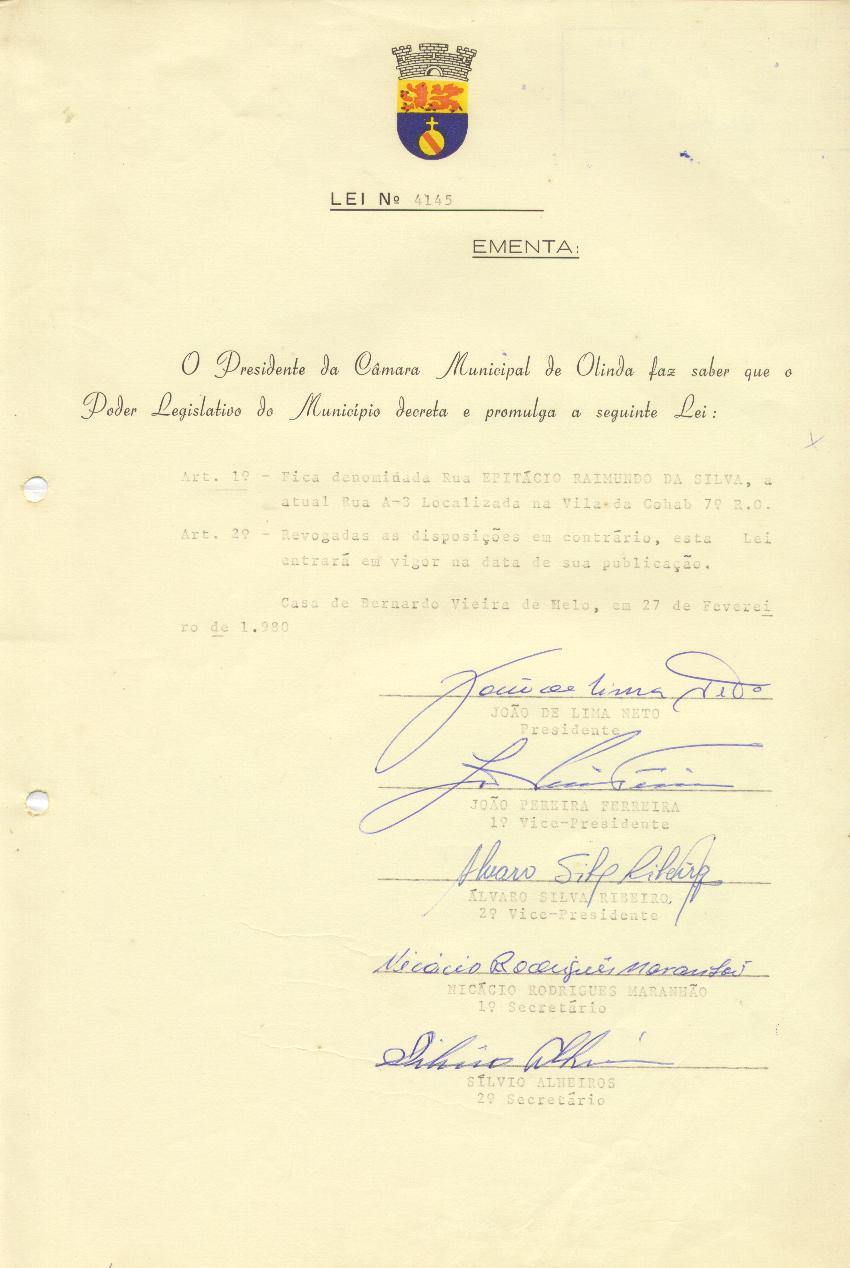 LEI Nº 4145
EMENTA:
O Presidente da Câmara Municipal de Olinda faz saber que o
Poder Legislativo do Município decreta e promulga a seguinte Lei:
Art. 1º - Fica denominada Rua EPITÁCIO RAIMUNDO DA SILVA, a
atual Rua A-3 Localizada na Vila da Cohab 7º R.O.
Art. 2º - Revogadas as disposições em contrário, esta Lei
entrará em vigor na data de sua publicação.
Casa de Bernardo Vieira de Melo, em 27 de Feverei
ro de 1.980
João de Lima Neto
JOÃO DE LIMA NETO
Presidente
JOÃO PEREIRA FERREIRA
1º Vice-Presidente
Alvaro Silva Ribeiro
ÁLVARO SILVA RIBEIRO,
2º Vice-Presidente
Nicácio Rodrigues Maranhão
NICÁCIO RODRIGUES MARANHÃO
1º Secretário
SÍLVIO ALHEIROS
2º Secretário